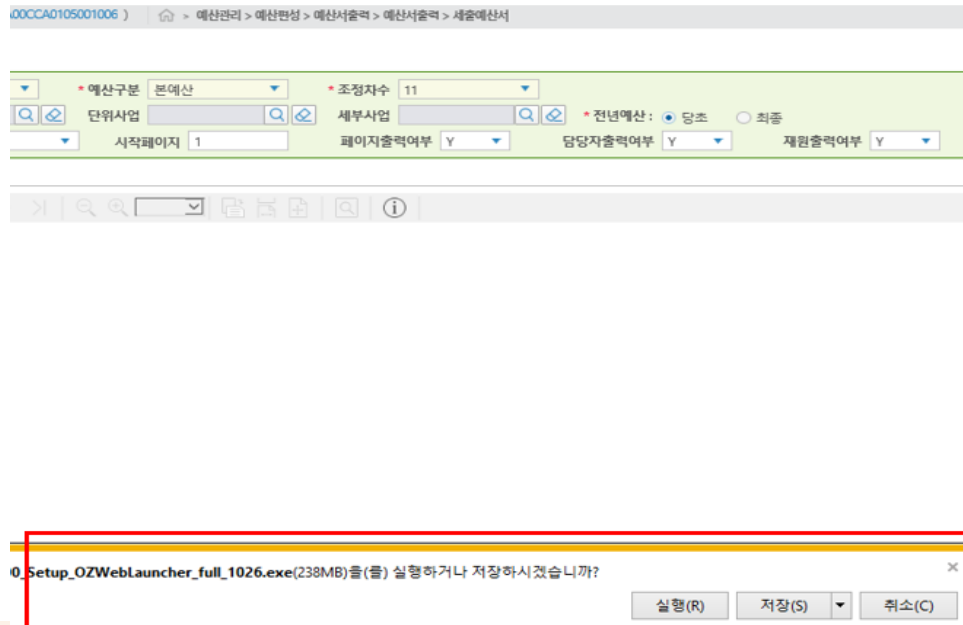 00CCA0105001006 ) > 예산관리 > 예산편성 > 예산서출력 > 예산서출력 > 세출예산서
* 예산구분 본예산 * 조정차수 11
단위사업 세부사업 * 전년예산 : 당초 최종
시작페이지 1 페이지출력여부 Y 담당자출력여부 Y 재원출력여부 Y
0_Setup_OZWebLauncher_full_1026.exe(238MB)을(를) 실행하거나 저장하시겠습니까?
실행(R) 저장(S) 취소(C)